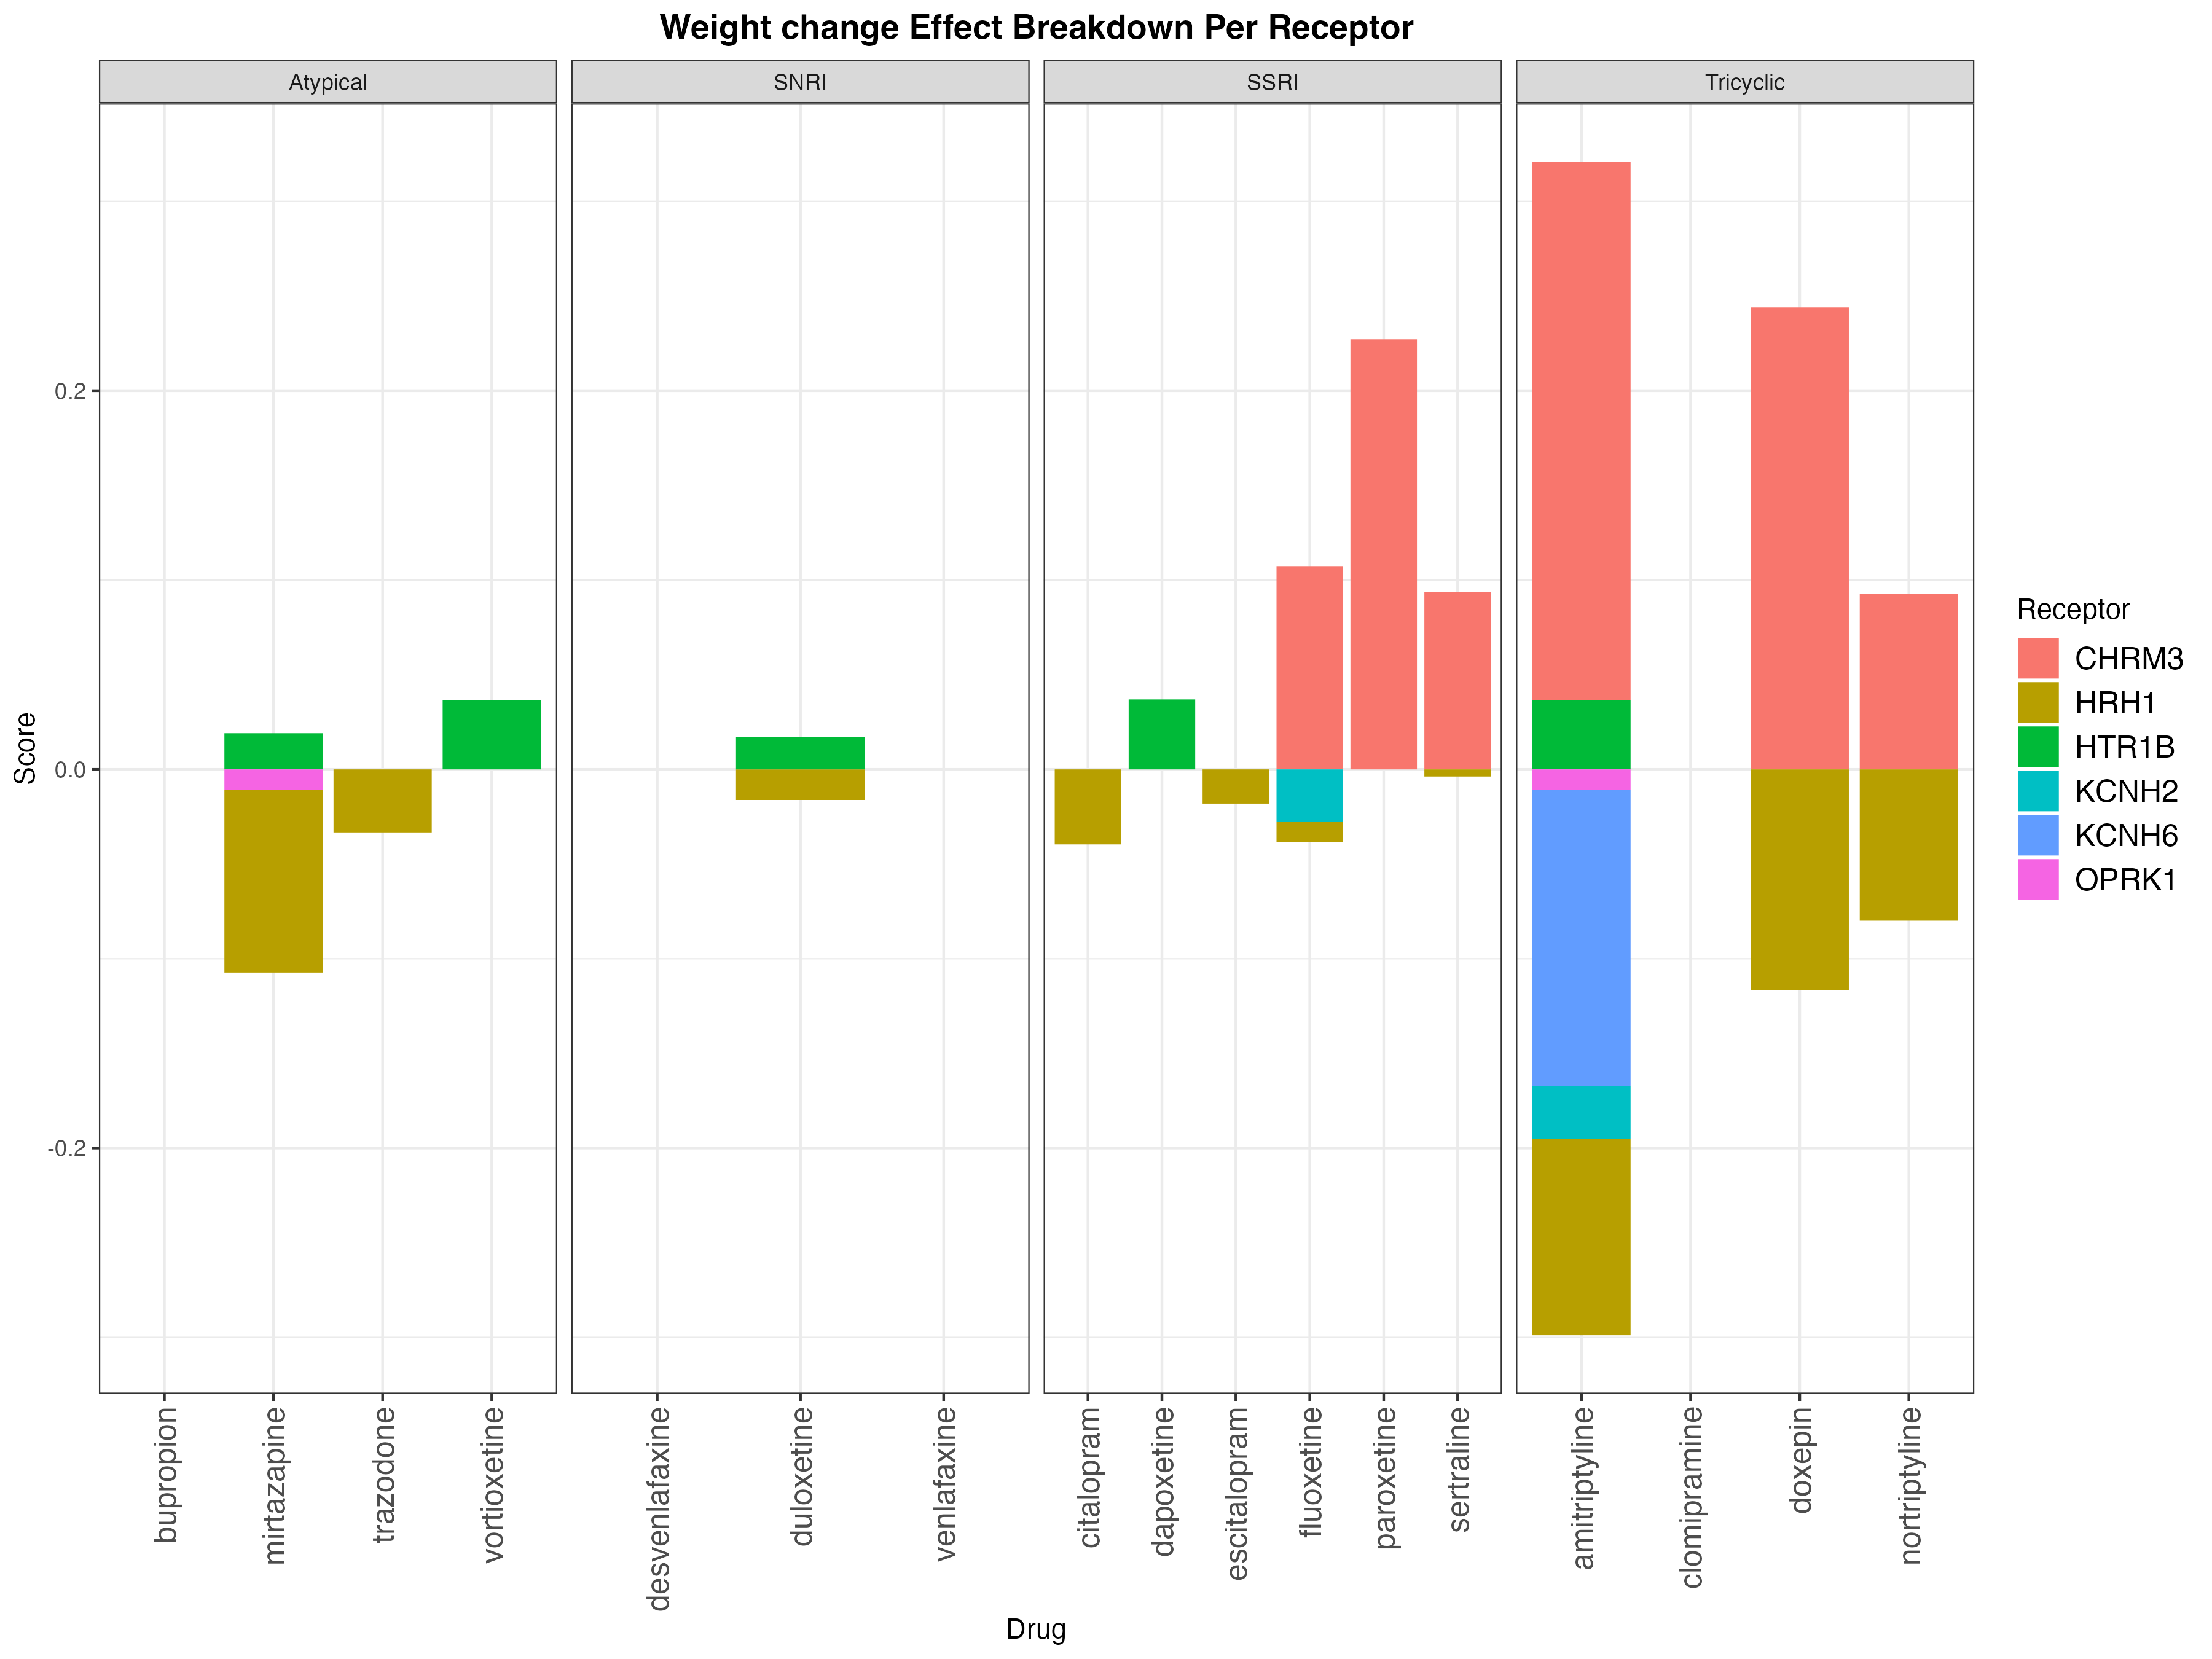 Weight change Effect Breakdown Per Receptor
Atypical
SNRI
SSRI
Tricyclic
Score
0.2
0.0
-0.2
bupropion
mirtazapine
trazodone
vortioxetine
desvenlafaxine
duloxetine
venlafaxine
citalopram
dapoxetine
escitalopram
fluoxetine
paroxetine
sertraline
amitriptyline
clomipramine
doxepin
nortriptyline
Drug
Receptor
CHRM3
HRH1
HTR1B
KCNH2
KCNH6
OPRK1